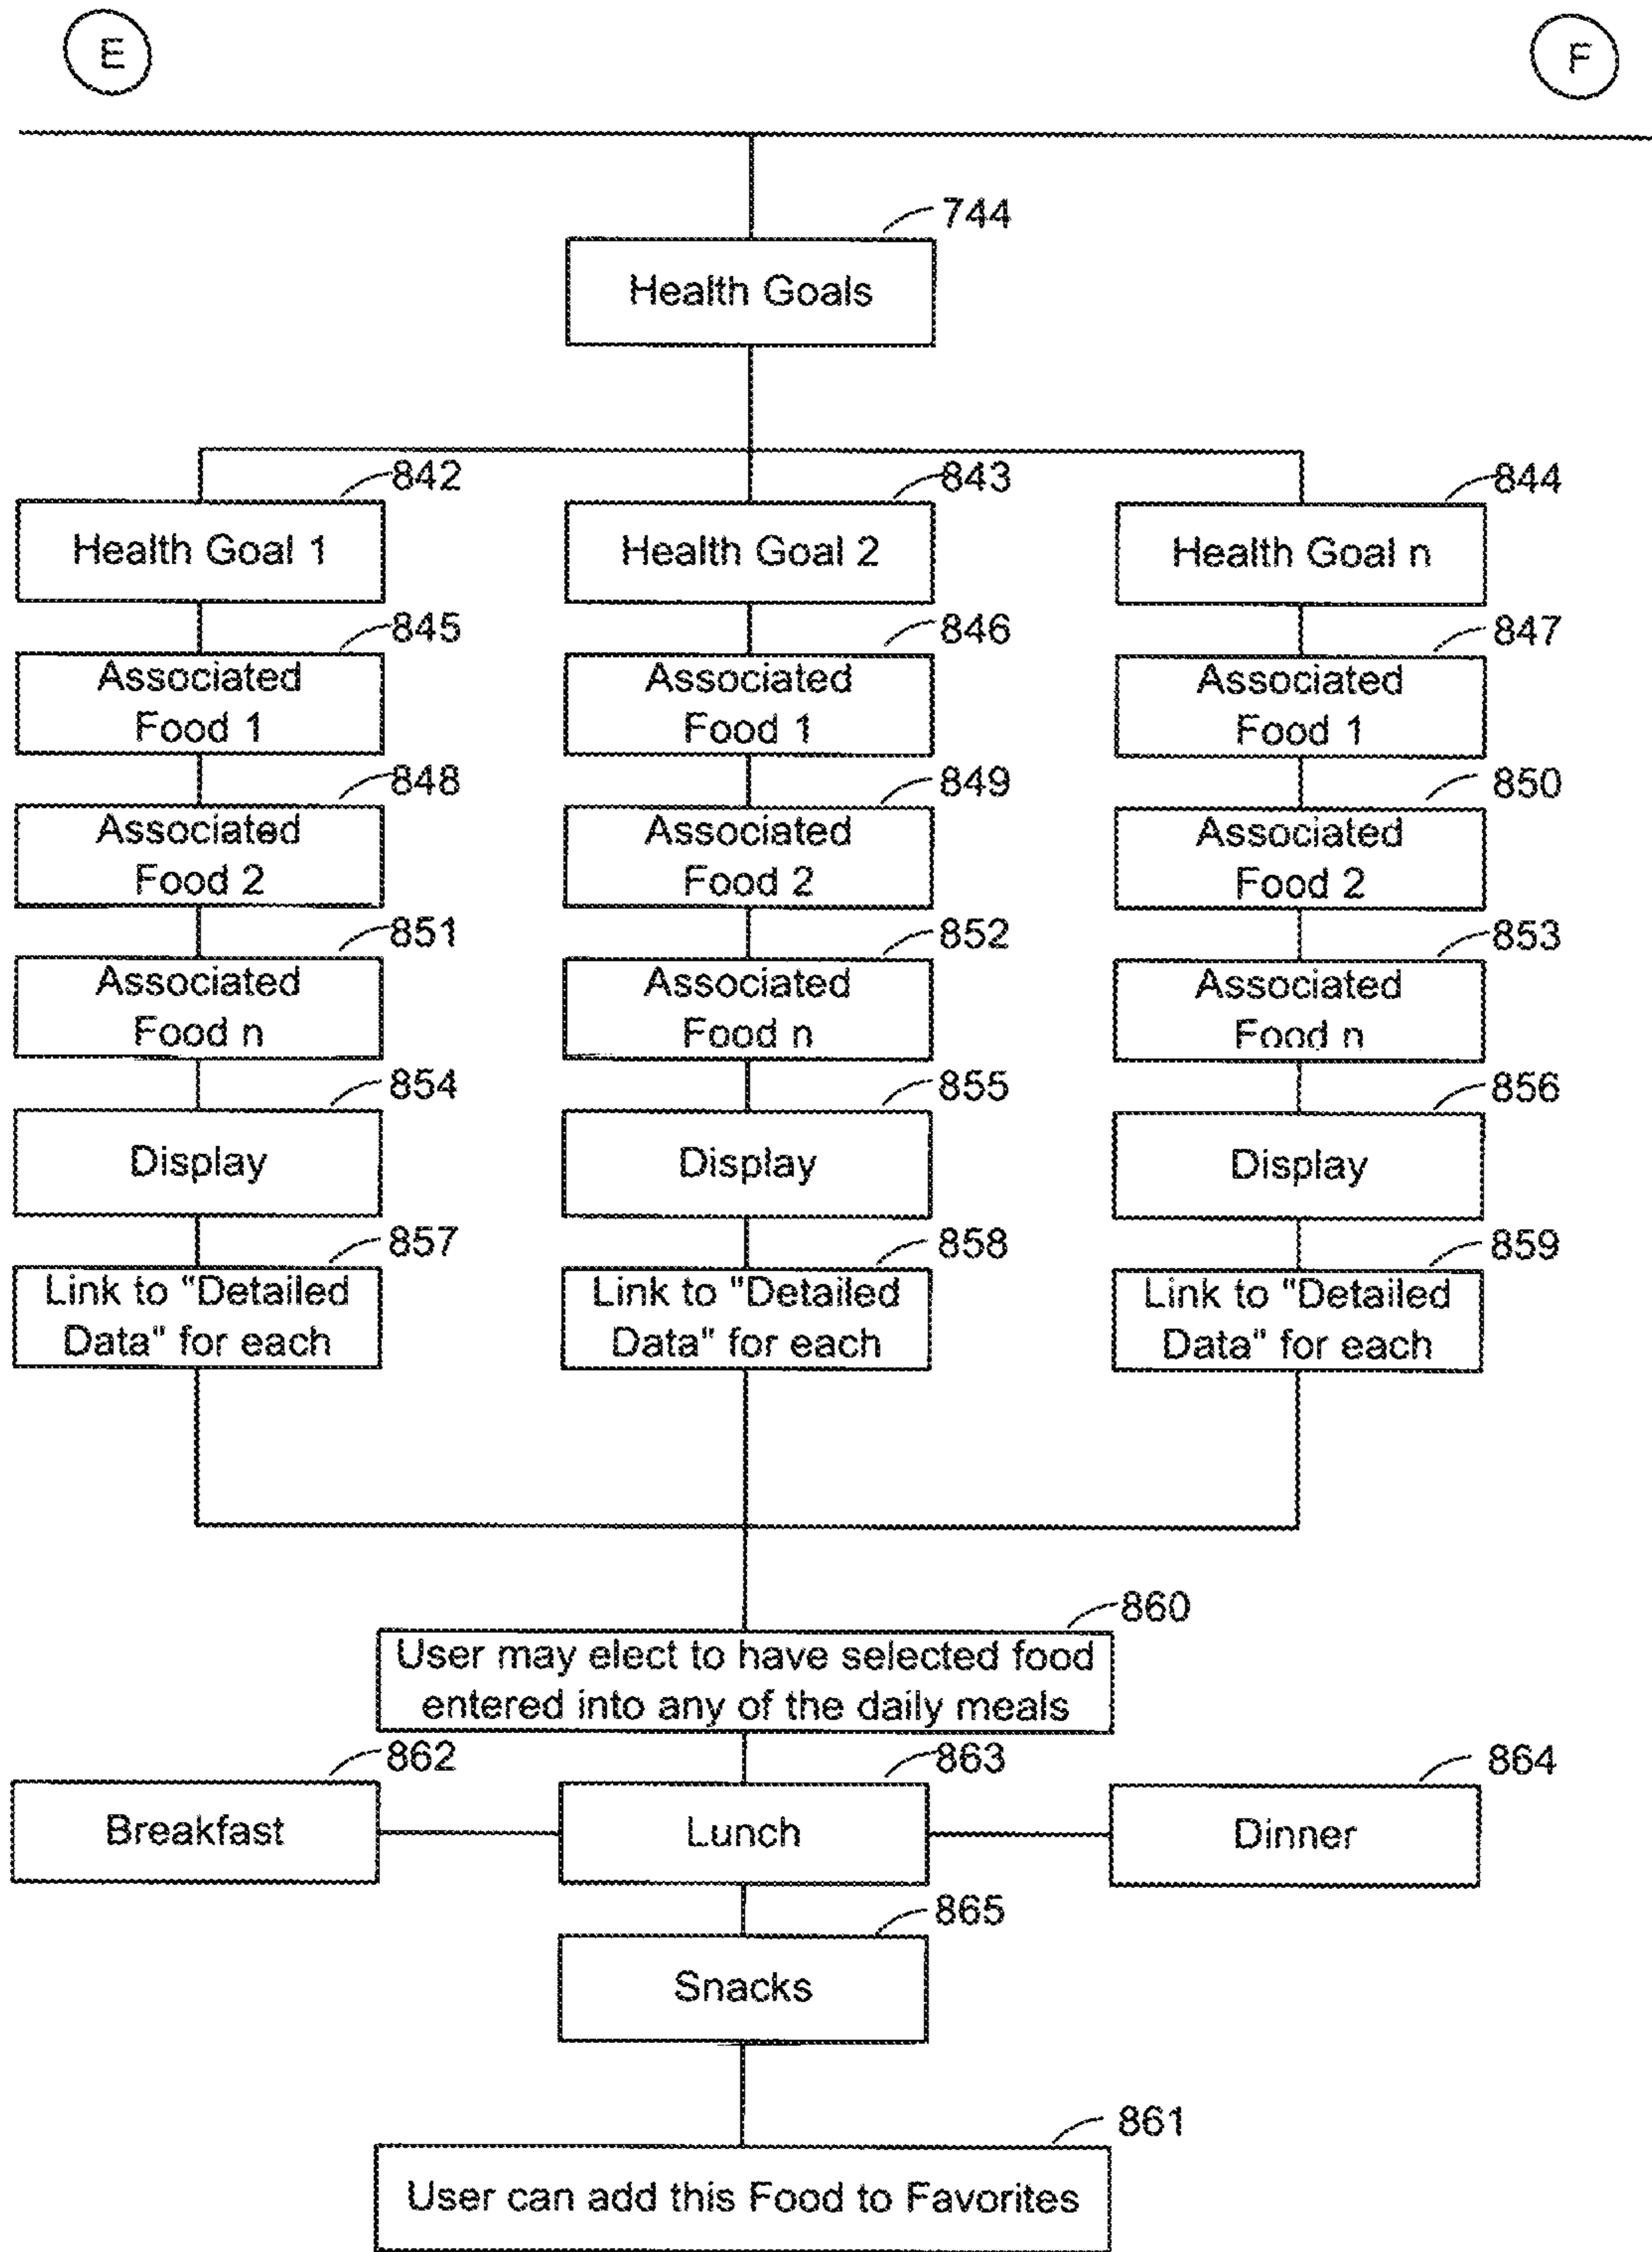 E
F
744
Health Goals
842
843
844
Health Goal 1
Health Goal 2
Health Goal n
845
846
847
Associated
Food 1
Associated
Food 1
Associated
Food 1
848
849
850
Associated
Food 2
Associated
Food 2
Associated
Food 2
851
852
853
Associated
Food n
Associated
Food n
Associated
Food n
854
855
856
Display
Display
Display
857
858
859
Link to "Detailed
Data" for each
Link to "Detailed
Data" for each
Link to "Detailed
Data" for each
860
User may elect to have selected food
entered into any of the daily meals
862
863
864
Breakfast
Lunch
Dinner
865
Snacks
861
User can add this Food to Favorites